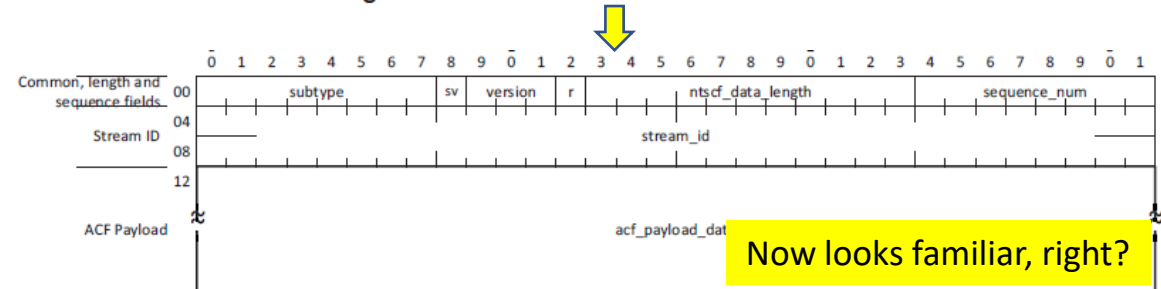 0 1 2 3 4 5 6 7 8 9 0 1 2 3 4 5 6 7 8 9 0 1 2 3 4 5 6 7 8 9 0 1
Common, length and
sequence fields
00 subtype sv version r ntscf_data_length sequence_num
04
Stream ID stream_id
08
12
ACF Payload acf_payload_dat
Now looks familiar, right?